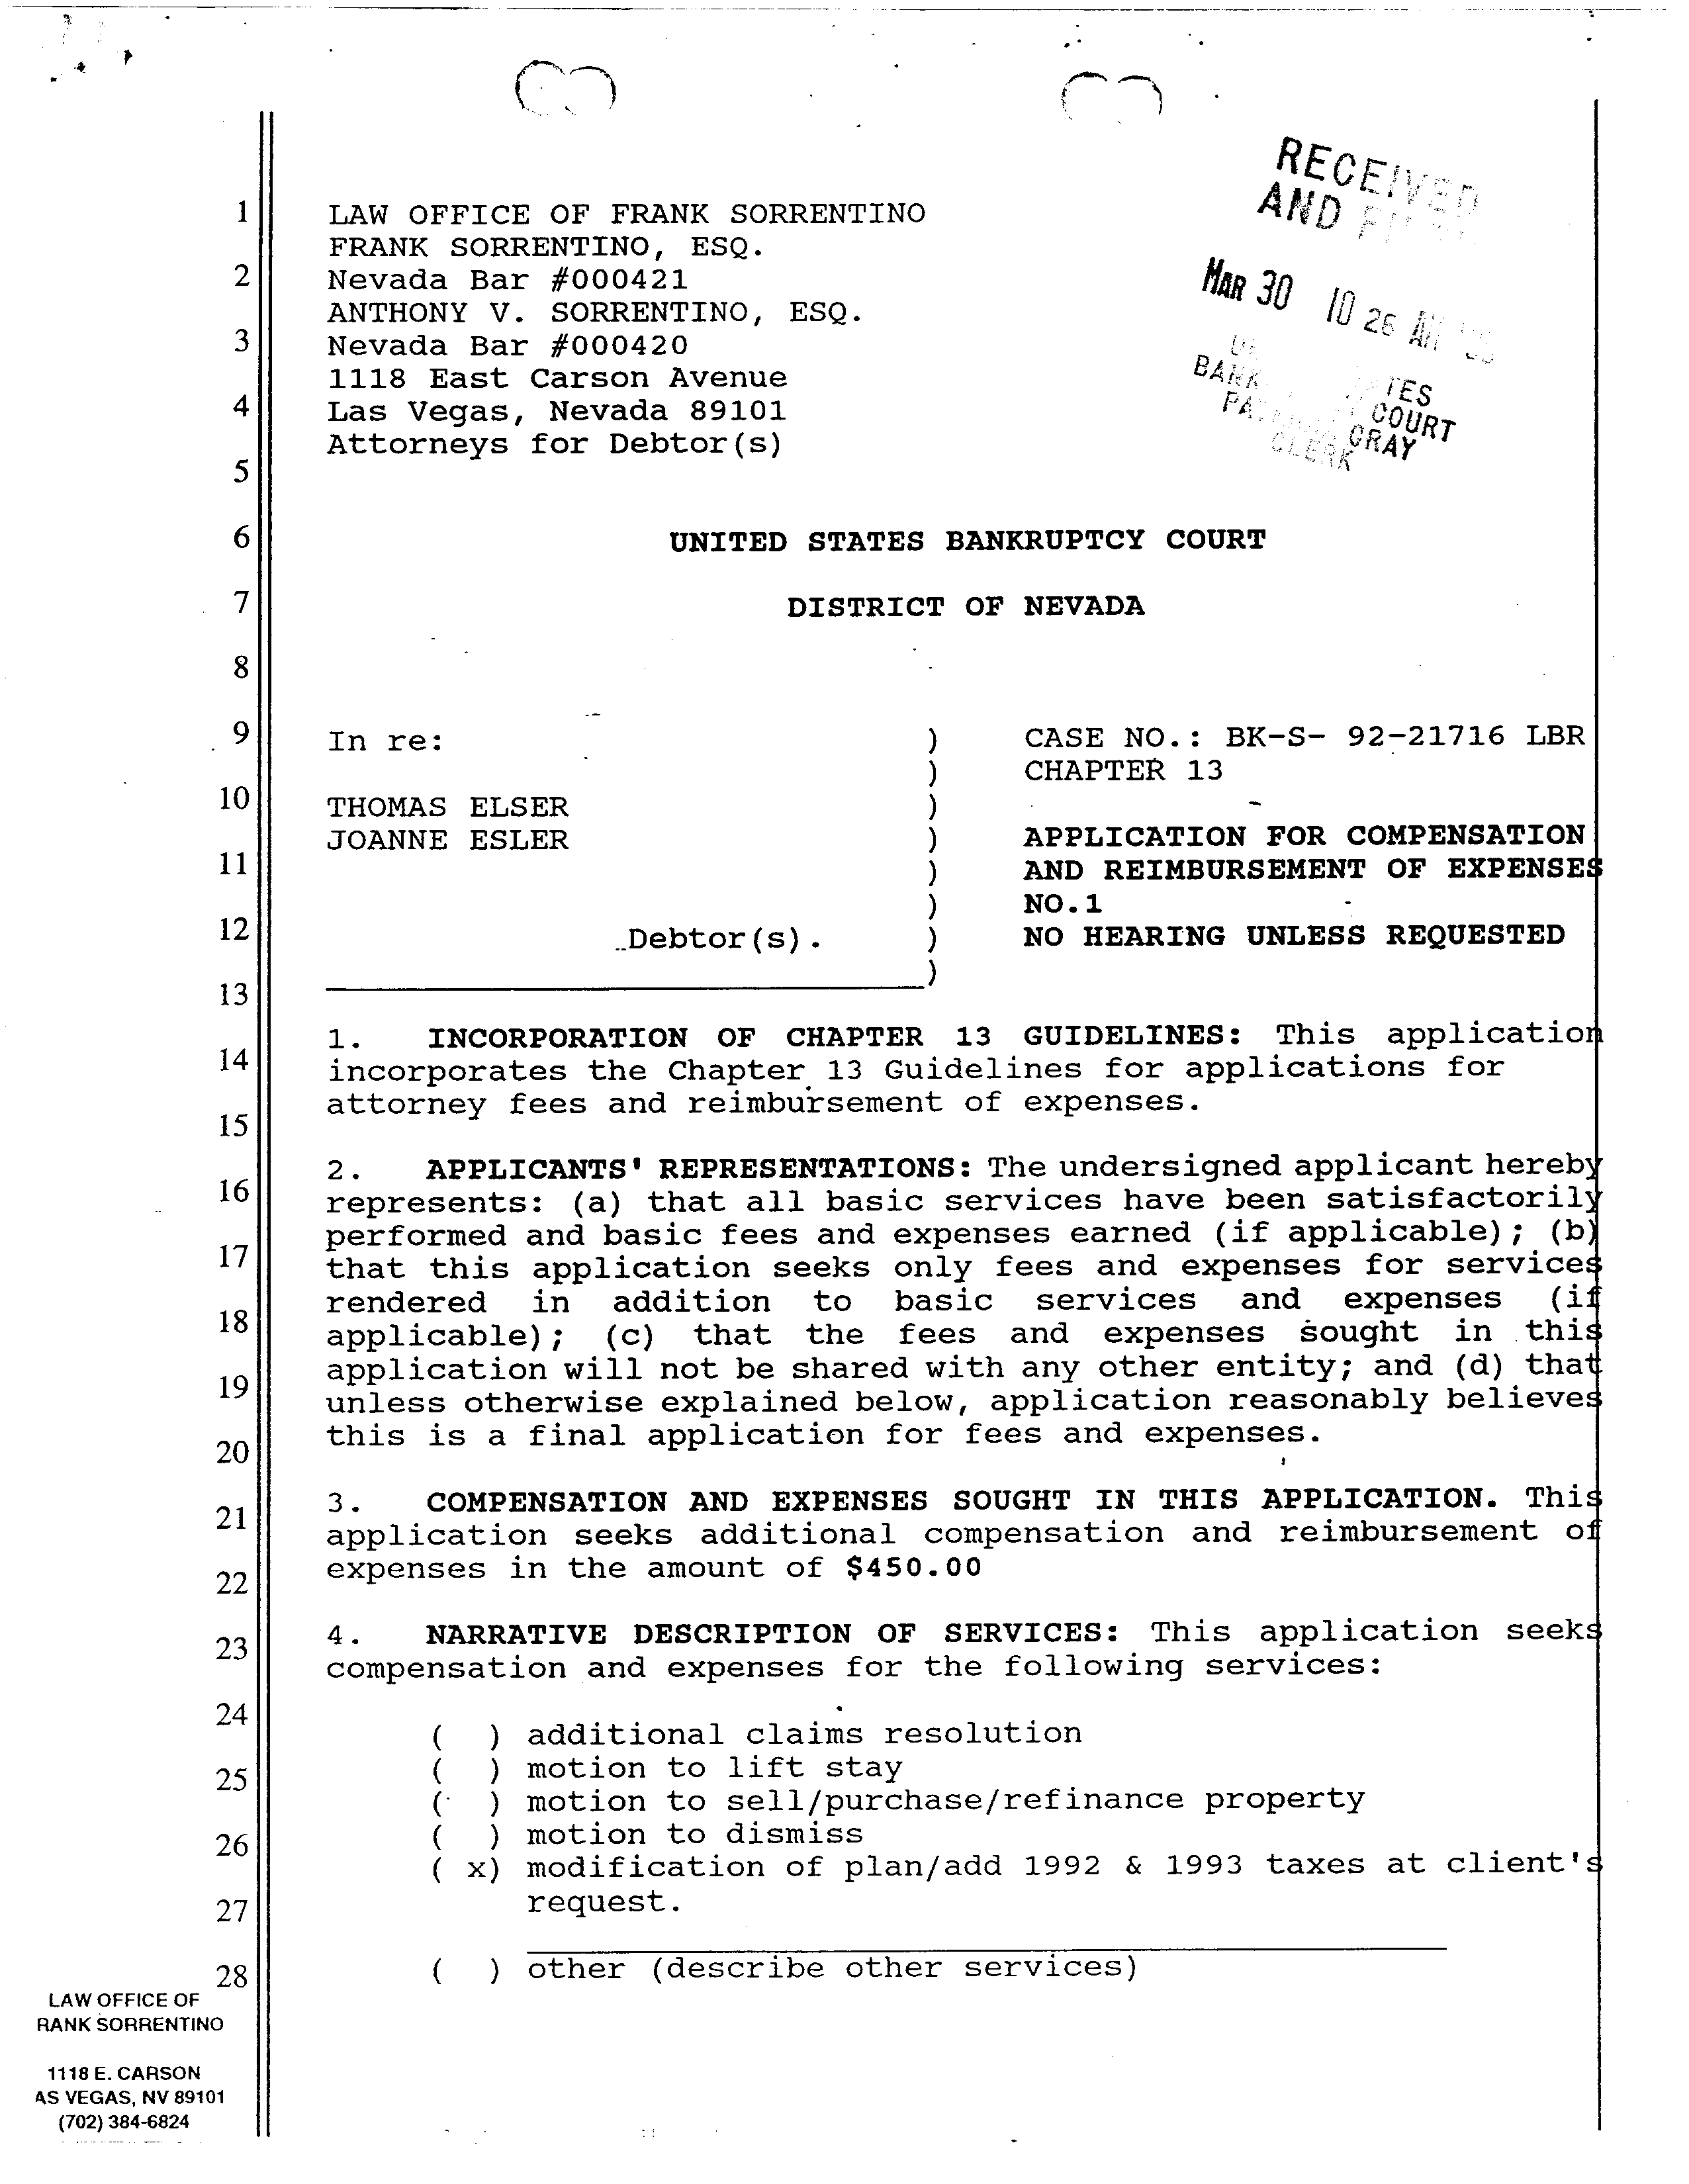 RECEIVED
AND
MAR 30 10 26 AM
TES
COURT
GRAY
CLERK
1 LAW OFFICE OF FRANK SORRENTINO
FRANK SORRENTINO, ESQ.
2 Nevada Bar #000421
ANTHONY V. SORRENTINO, ESQ.
3 Nevada Bar #000420
1118 East Carson Avenue
4 Las Vegas, Nevada 89101
Attorneys for Debtor(s)
5
6 UNITED STATES BANKRUPTCY COURT
7 DISTRICT OF NEVADA
8
9 In re: ) CASE NO.: BK-S- 92-21716 LBR
) CHAPTER 13
10 THOMAS ELSER )
JOANNE ESLER ) APPLICATION FOR COMPENSATION
11 ) AND REIMBURSEMENT OF EXPENSES
) NO.1
12 Debtor(s). ) NO HEARING UNLESS REQUESTED
)
13
1. INCORPORATION OF CHAPTER 13 GUIDELINES: This application
14 incorporates the Chapter 13 Guidelines for applications for
attorney fees and reimbursement of expenses.
15
2. APPLICANTS' REPRESENTATIONS: The undersigned applicant hereby
16 represents: (a) that all basic services have been satisfactorily
performed and basic fees and expenses earned (if applicable); (b)
17 that this application seeks only fees and expenses for services
rendered in addition to basic services and expenses (if
18 applicable); (c) that the fees and expenses sought in this
application will not be shared with any other entity; and (d) that
19 unless otherwise explained below, application reasonably believes
this is a final application for fees and expenses.
20
3. COMPENSATION AND EXPENSES SOUGHT IN THIS APPLICATION. This
21 application seeks additional compensation and reimbursement of
expenses in the amount of $450.00
22
4. NARRATIVE DESCRIPTION OF SERVICES: This application seeks
23 compensation and expenses for the following services:
24 ( ) additional claims resolution
( ) motion to lift stay
25 ( ) motion to sell/purchase/refinance property
( ) motion to dismiss
26 ( x) modification of plan/add 1992 & 1993 taxes at client's
27 request.
28 ( ) other (describe other services)
LAW OFFICE OF
RANK SORRENTINO
1118 E. CARSON
AS VEGAS, NV 89101
(702) 384-6824